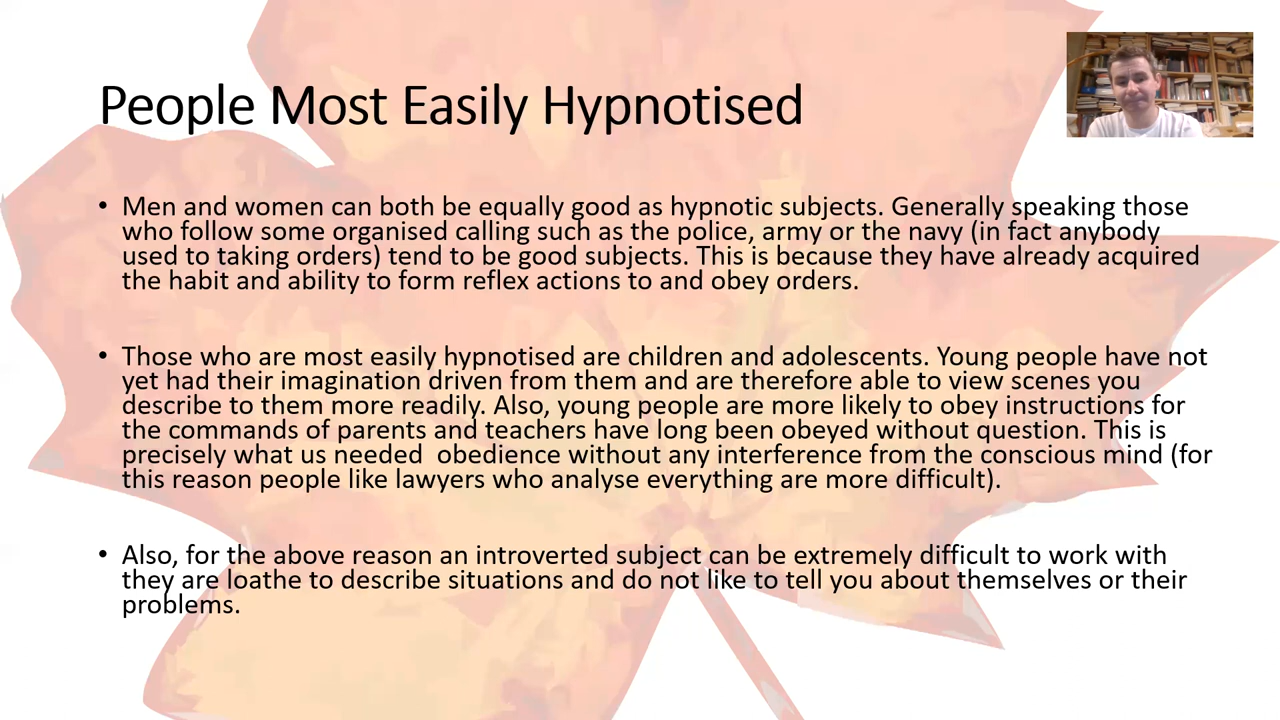 People Most Easily Hypnotised
• Men and women can both be equally good as hypnotic subjects. Generally speaking those
who follow some organised calling such as the police, army or the navy (in fact anybody
used to taking orders) tend to be good subjects. This is because they have already acquired
the habit and ability to form reflex actions to and obey orders.
• Those who are most easily hypnotised are children and adolescents. Young people have not
yet had their imagination driven from them and are therefore able to view scenes you
describe to them more readily. Also, young people are more likely to obey instructions for
the commands of parents and teachers have long been obeyed without question. This is
precisely what us needed  obedience without any interference from the conscious mind (for
this reason people like lawyers who analyse everything are more difficult).
• Also, for the above reason an introverted subject can be extremely difficult to work with
they are loathe to describe situations and do not like to tell you about themselves or their
problems.